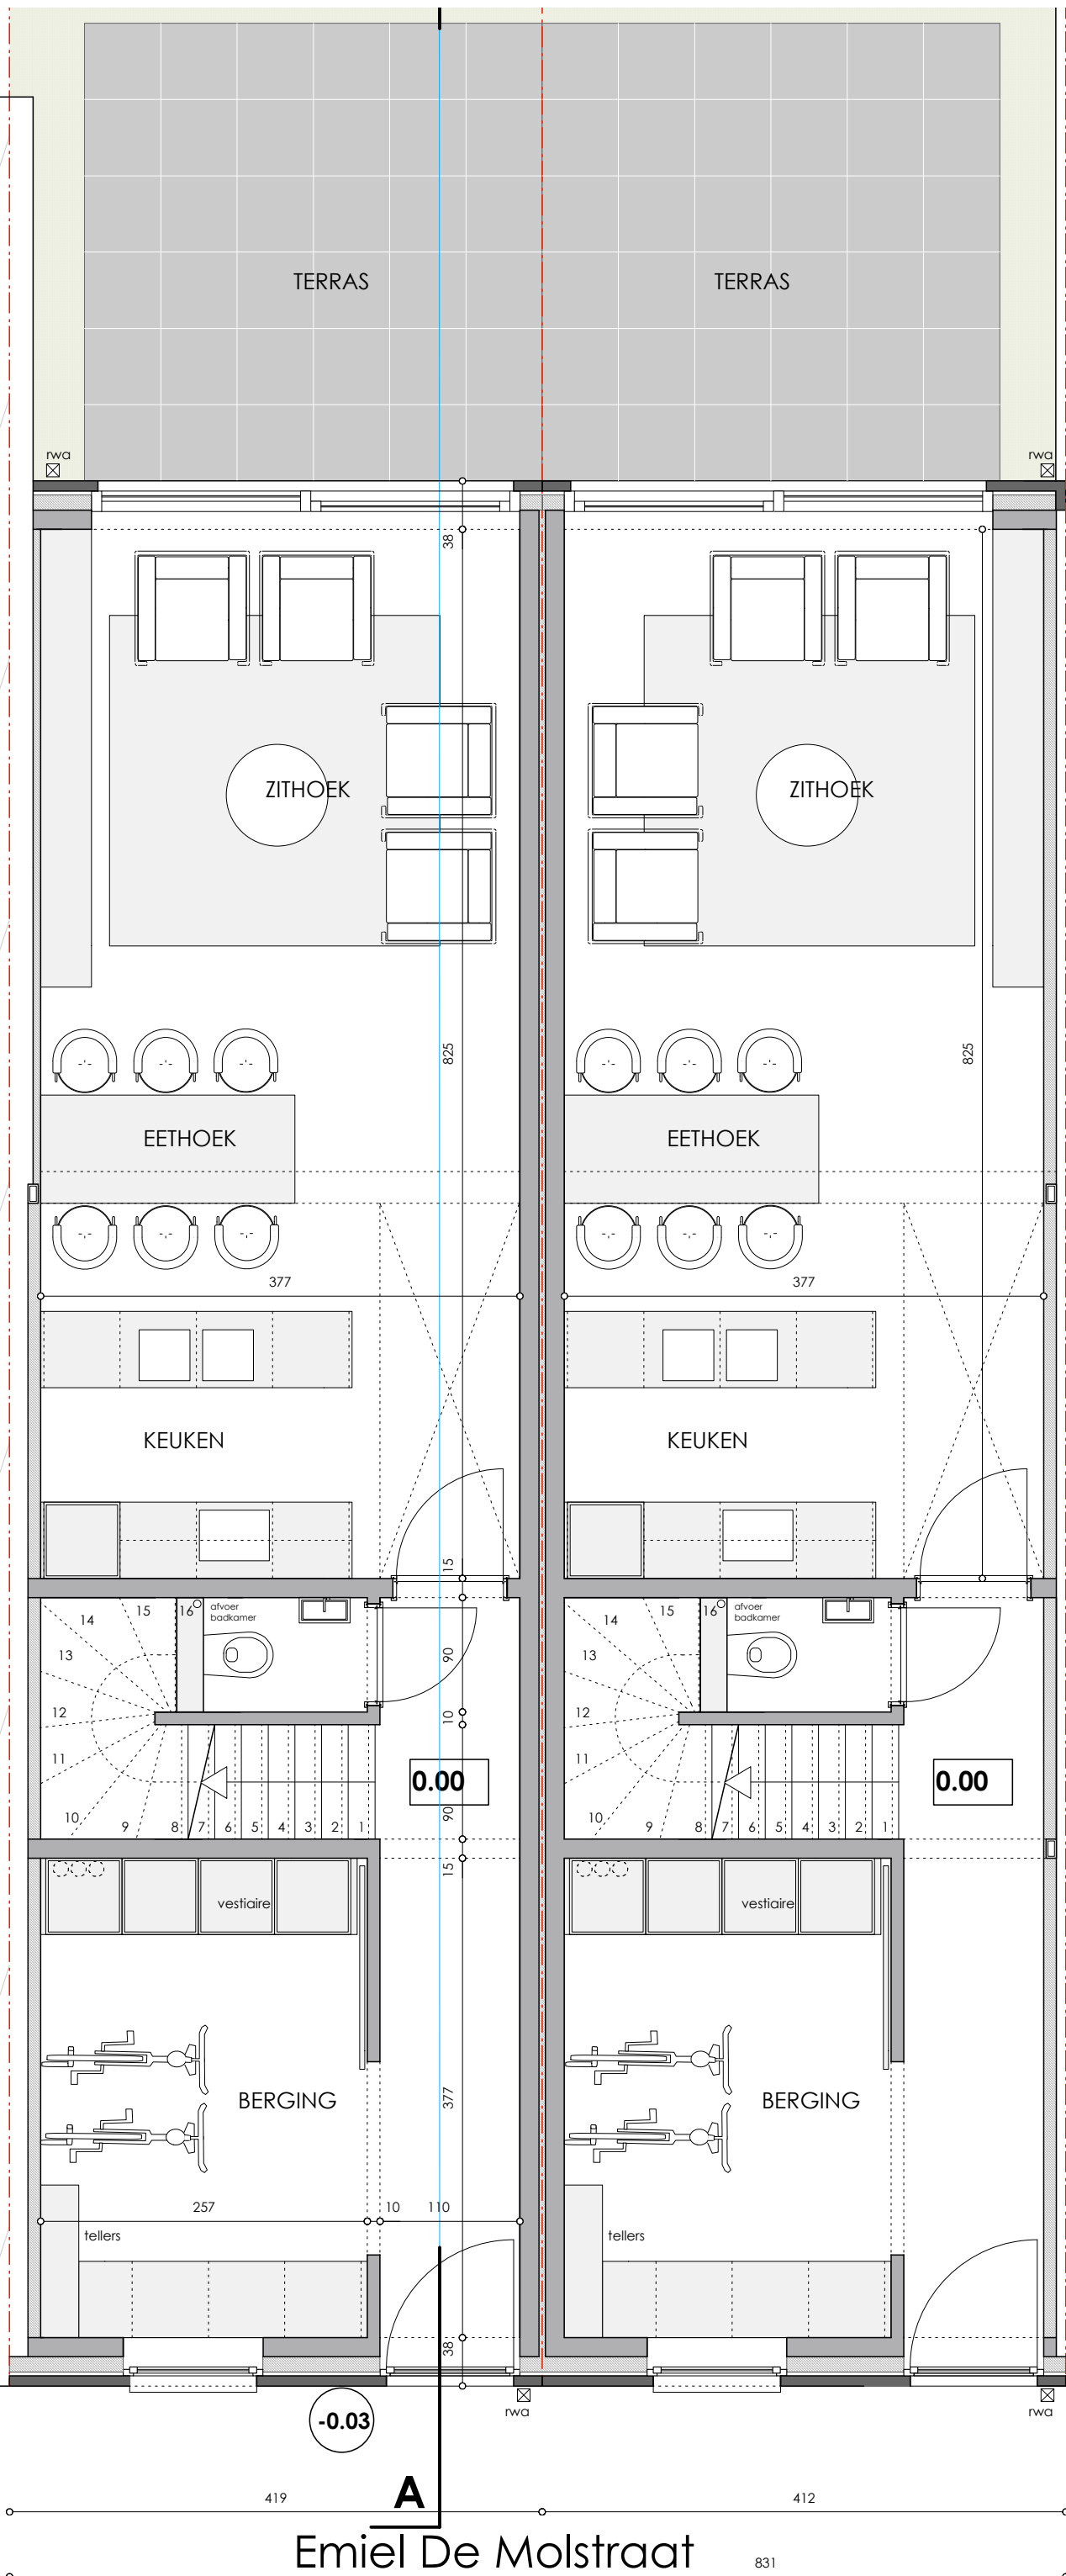 TERRAS TERRAS
rwa rwa
38
ZITHOEK ZITHOEK
825 825
EETHOEK EETHOEK
377 377
KEUKEN KEUKEN
15
14 15 16 afvoer badkamer 14 15 16 afvoer badkamer
13 90 13
12 10 12
11 11
0.00 0.00
10 9 8 7 6 5 4 3 2 1 90 10 9 8 7 6 5 4 3 2 1
15
vestiaire vestiaire
377
BERGING BERGING
257 10 110
tellers tellers
38
rwa rwa
-0.03
A
419 412
Emiel De Molstraat
831